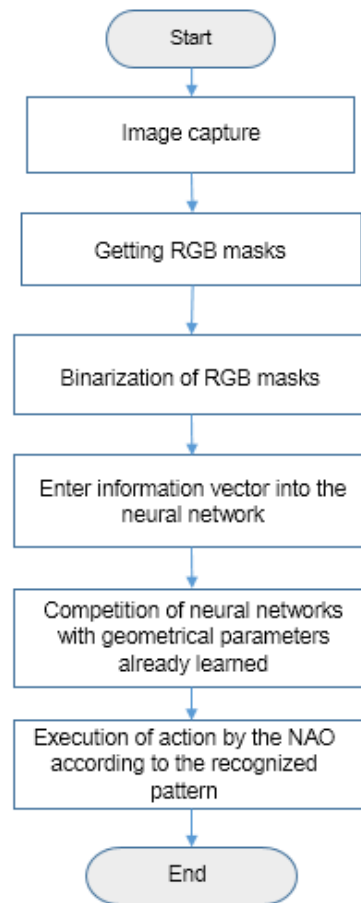 Start
Image capture
Getting RGB masks
Binarization of RGB masks
Enter information vector into the
neural network
Competition of neural networks
with geometrical parameters
already learned
Execution of action by the NAO
according to the recognized
pattern
End